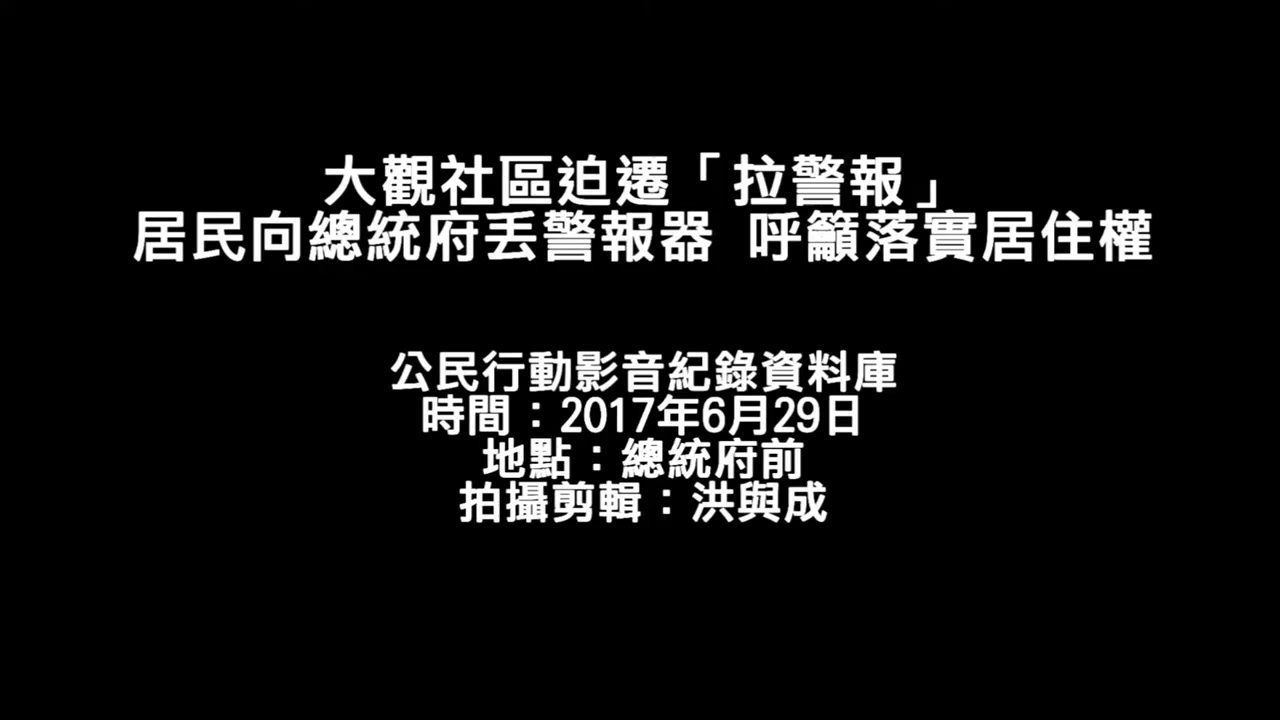 大觀社區迫遷「拉警報」
居民向總統府丟警報器 呼籲落實居住權
公民行動影音紀錄資料庫
時間：2017年6月29日
地點：總統府前
拍攝剪輯：洪與成